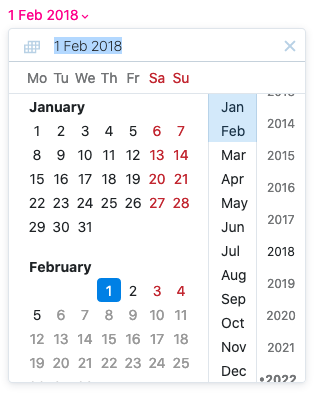 1 Feb 2018
1 Feb 2018
Mo Tu We Th Fr Sa Su
January
1 2 3 4 5 6 7
8 9 10 11 12 13 14
15 16 17 18 19 20 21
22 23 24 25 26 27 28
29 30 31
February
1 2 3 4
5 6 7 8 9 10 11
12 13 14 15 16 17 18
19 20 21 22 23 24 25
Jan
Feb
Mar
Apr
May
Jun
Jul
Aug
Sep
Oct
Nov
Dec
2014
2015
2016
2017
2018
2019
2020
2021
•2022